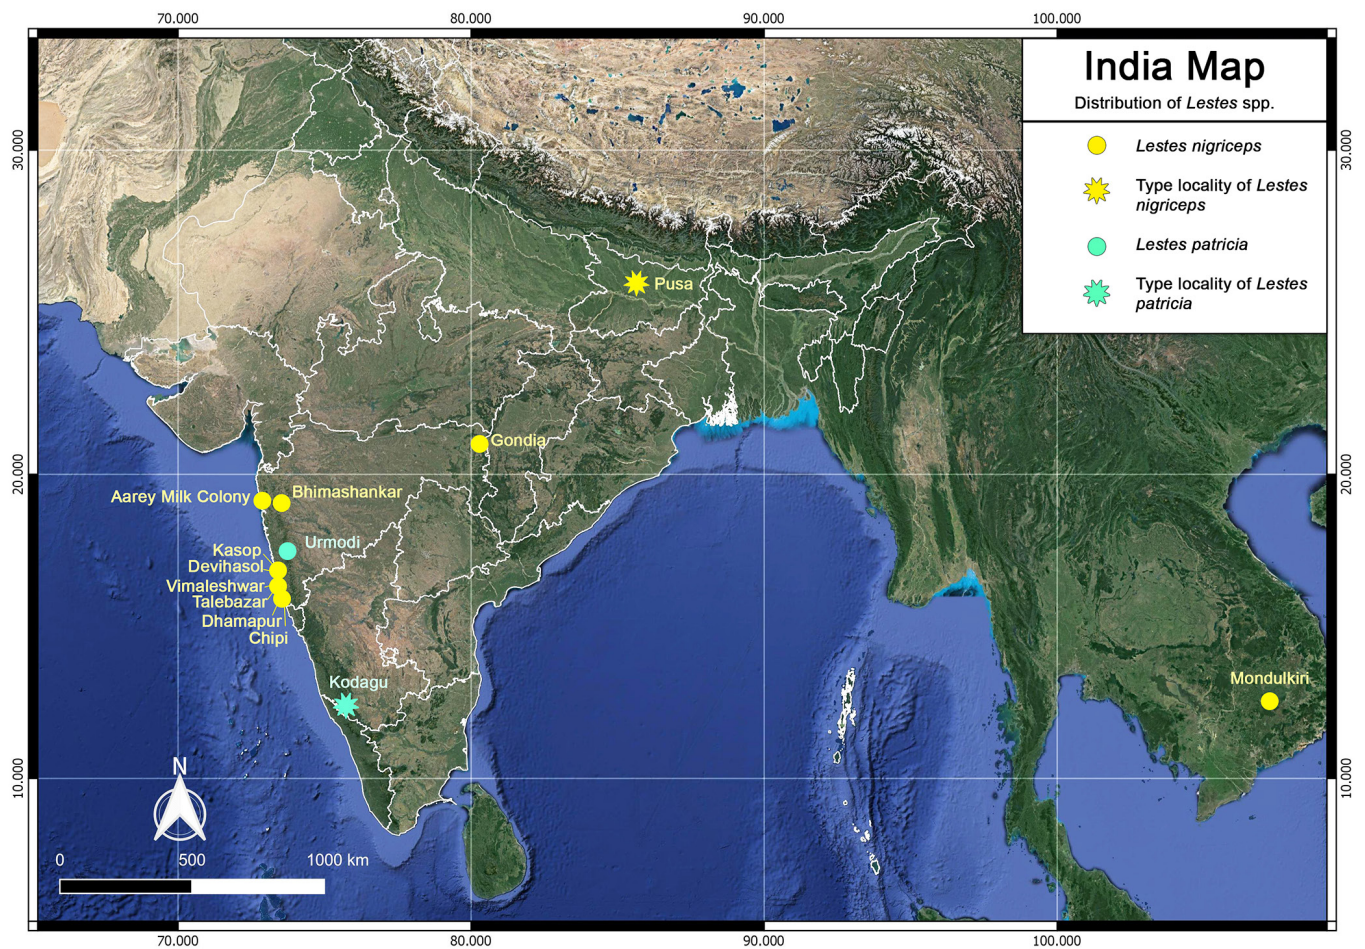 70.000
80.000
90.000
100.000
India Map
Distribution of Lestes spp.
Lestes nigriceps
Type locality of Lestes
nigriceps
Lestes patricia
Type locality of Lestes
patricia
30.000
30.000
Pusa
Gondia
20.000
20.000
Aarey Milk Colony
Bhimashankar
Urmodi
Kasop
Devihasol
Vimaleshwar
Talebazar
Dhamapur
Chipi
Kodagu
Mondulkiri
10.000
10.000
N
0
500
1000 km
70.000
80.000
90.000
100.000